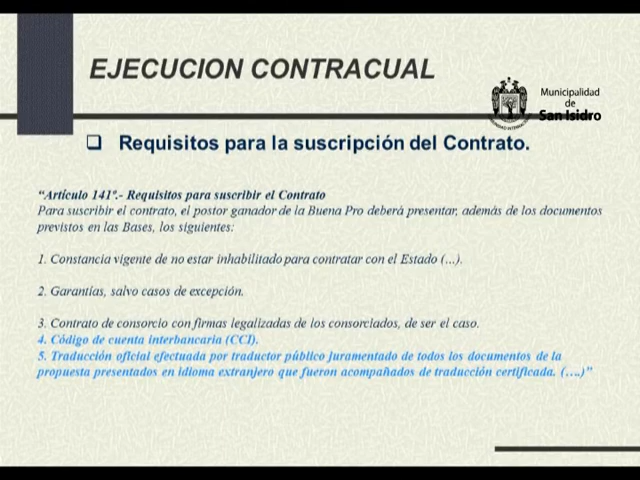 EJECUCION CONTRACUAL
Municipalidad
de
San Isidro
Requisitos para la suscripción del Contrato.
“Artículo 141º.- Requisitos para suscribir el Contrato
Para suscribir el contrato, el postor ganador de la Buena Pro deberá presentar, además de los documentos
previstos en las Bases, los siguientes:
1. Constancia vigente de no estar inhabilitado para contratar con el Estado (...).
2. Garantías, salvo casos de excepción.
3. Contrato de consorcio con firmas legalizadas de los consorciados, de ser el caso.
4. Código de cuenta interbancaria (CCI).
5. Traducción oficial efectuada por traductor público juramentado de todos los documentos de la
propuesta presentados en idioma extranjero que fueron acompañados de traducción certificada. (….)”